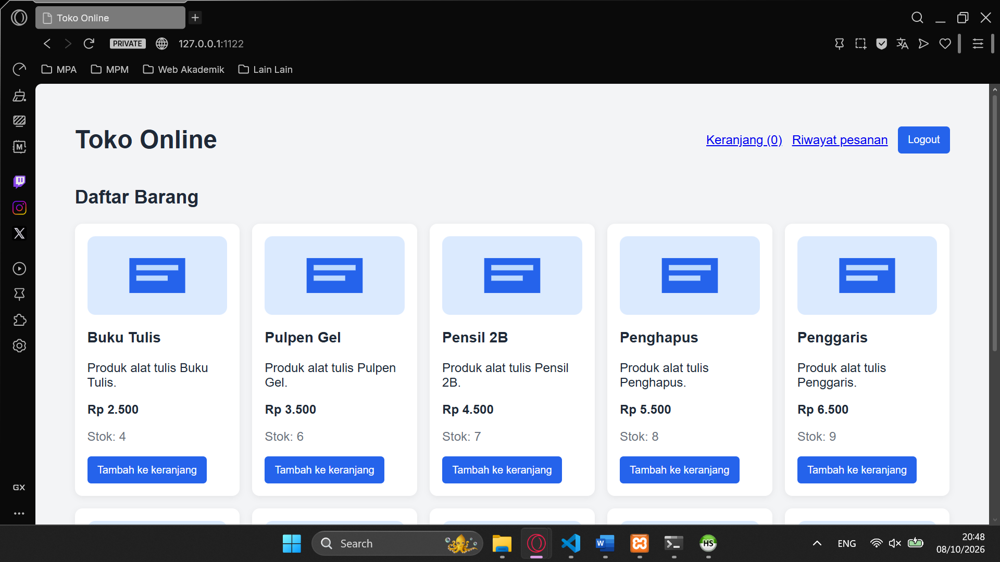 Toko Online
PRIVATE
127.0.0.1:1122
MPA
MPM
Web Akademik
Lain Lain
M
Toko Online
Keranjang (0)
Riwayat pesanan
Logout
Daftar Barang
Buku Tulis
Produk alat tulis Buku
Tulis.
Rp 2.500
Stok: 4
Tambah ke keranjang
Pulpen Gel
Produk alat tulis Pulpen
Gel.
Rp 3.500
Stok: 6
Tambah ke keranjang
Pensil 2B
Produk alat tulis Pensil
2B.
Rp 4.500
Stok: 7
Tambah ke keranjang
Penghapus
Produk alat tulis
Penghapus.
Rp 5.500
Stok: 8
Tambah ke keranjang
Penggaris
Produk alat tulis
Penggaris.
Rp 6.500
Stok: 9
Tambah ke keranjang
GX
Search
W
HS
ENG
20:48
08/10/2026